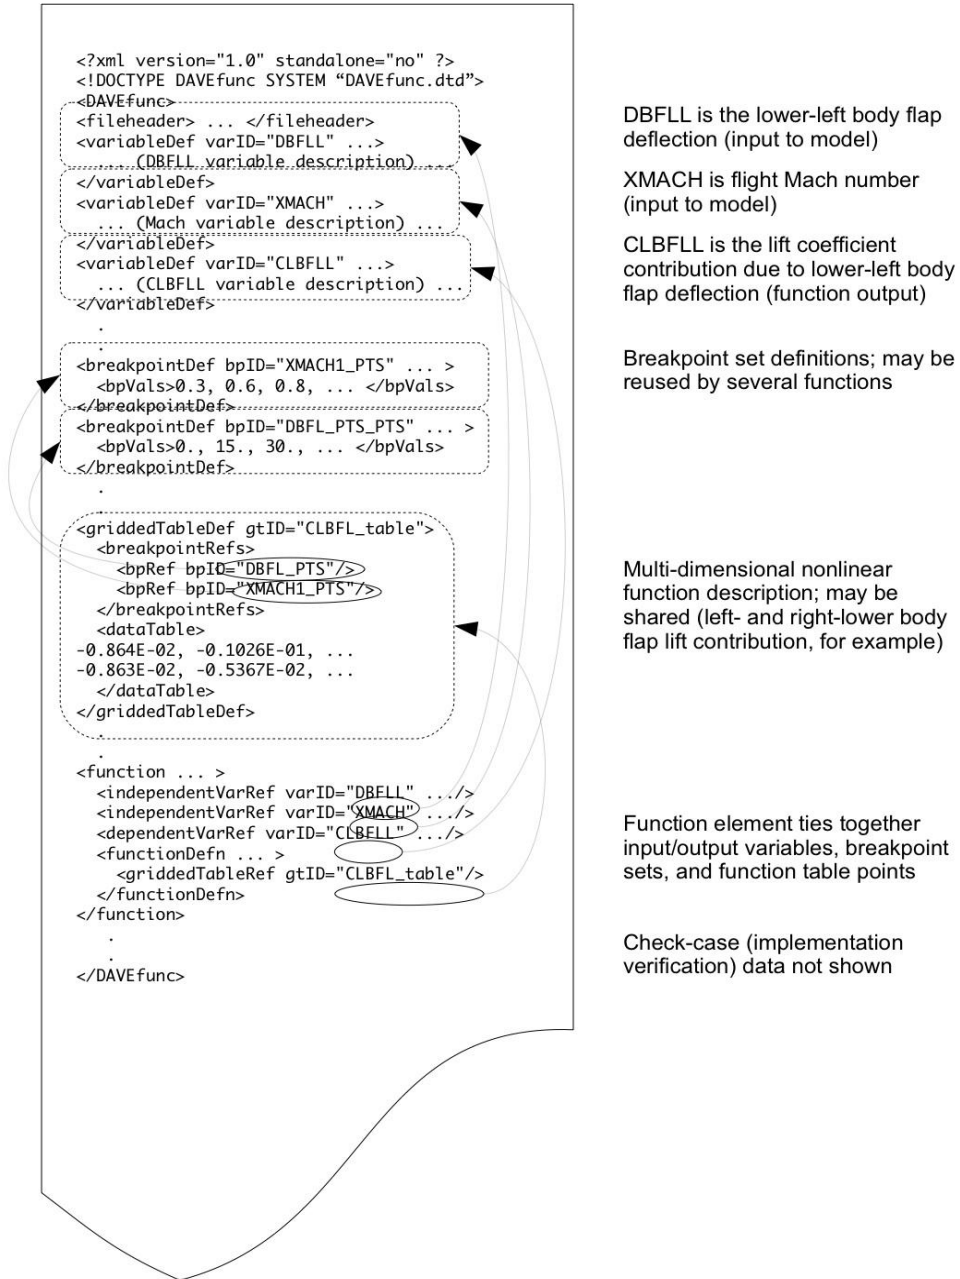 <?xml version="1.0" standalone="no" ?>
<!DOCTYPE DAVEfunc SYSTEM “DAVEfunc.dtd”>
<DAVEfunc>
<fileheader> ... </fileheader>
<variableDef varID="DBFLL" ...>
... (DBFLL variable description) ...
</variableDef>
<variableDef varID="XMACH" ...>
... (Mach variable description) ...
</variableDef>
<variableDef varID="CLBFLL" ...>
... (CLBFLL variable description) ...
</variableDef>
.
.
<breakpointDef bpID="XMACH1_PTS" ... >
<bpVals>0.3, 0.6, 0.8, ... </bpVals>
</breakpointDef>
<breakpointDef bpID="DBFL_PTS_PTS" ... >
<bpVals>0., 15., 30., ... </bpVals>
</breakpointDef>
.
.
<griddedTableDef gtID="CLBFL_table">
<breakpointRefs>
<bpRef bpID="DBFL_PTS"/>
<bpRef bpID="XMACH1_PTS"/>
</breakpointRefs>
<dataTable>
-0.864E-02, -0.1026E-01, ...
-0.863E-02, -0.5367E-02, ...
</dataTable>
</griddedTableDef>
.
.
<function ... >
<independentVarRef varID="DBFLL" .../>
<independentVarRef varID="XMACH" .../>
<dependentVarRef varID="CLBFLL" .../>
<functionDefn ... >
<griddedTableRef gtID="CLBFL_table"/>
</functionDefn>
</function>
.
.
</DAVEfunc>
DBFLL is the lower-left body flap
deflection (input to model)
XMACH is flight Mach number
(input to model)
CLBFLL is the lift coefficient
contribution due to lower-left body
flap deflection (function output)
Breakpoint set definitions; may be
reused by several functions
Multi-dimensional nonlinear
function description; may be
shared (left- and right-lower body
flap lift contribution, for example)
Function element ties together
input/output variables, breakpoint
sets, and function table points
Check-case (implementation
verification) data not shown